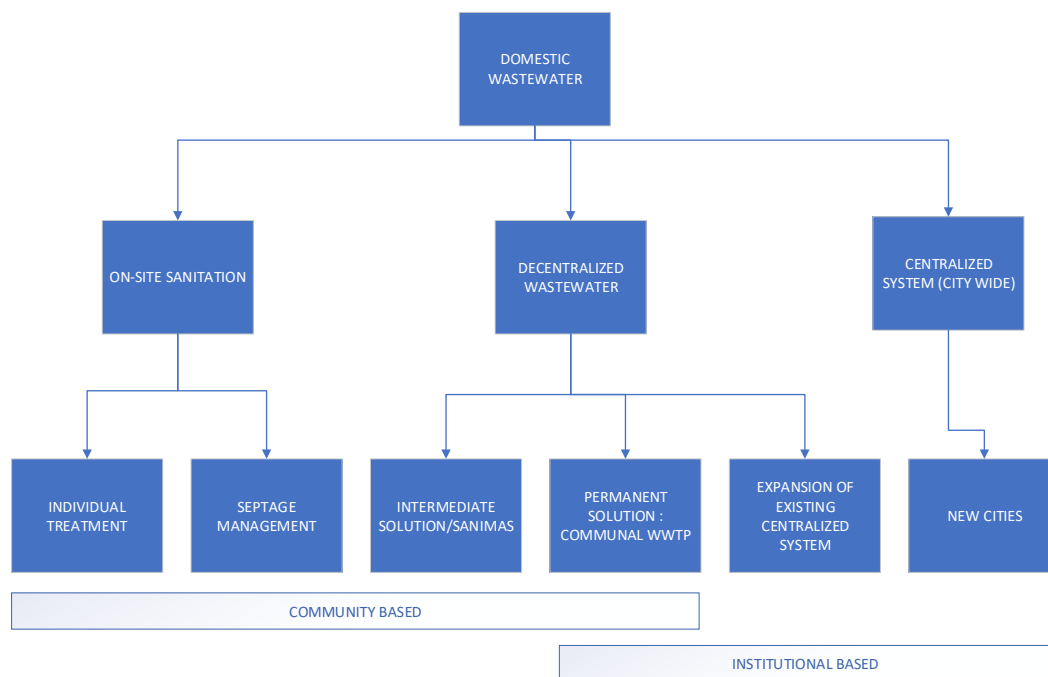 DOMESTIC
WASTEWATER
ON-SITE SANITATION
DECENTRALIZED
WASTEWATER
CENTRALIZED
SYSTEM (CITY WIDE)
INDIVIDUAL
TREATMENT
SEPTAGE
MANAGEMENT
INTERMEDIATE
SOLUTION/SANIMAS
PERMANENT
SOLUTION :
COMMUNAL WWTP
EXPANSION OF
EXISTING
CENTRALIZED
SYSTEM
NEW CITIES
COMMUNITY BASED
INSTITUTIONAL BASED